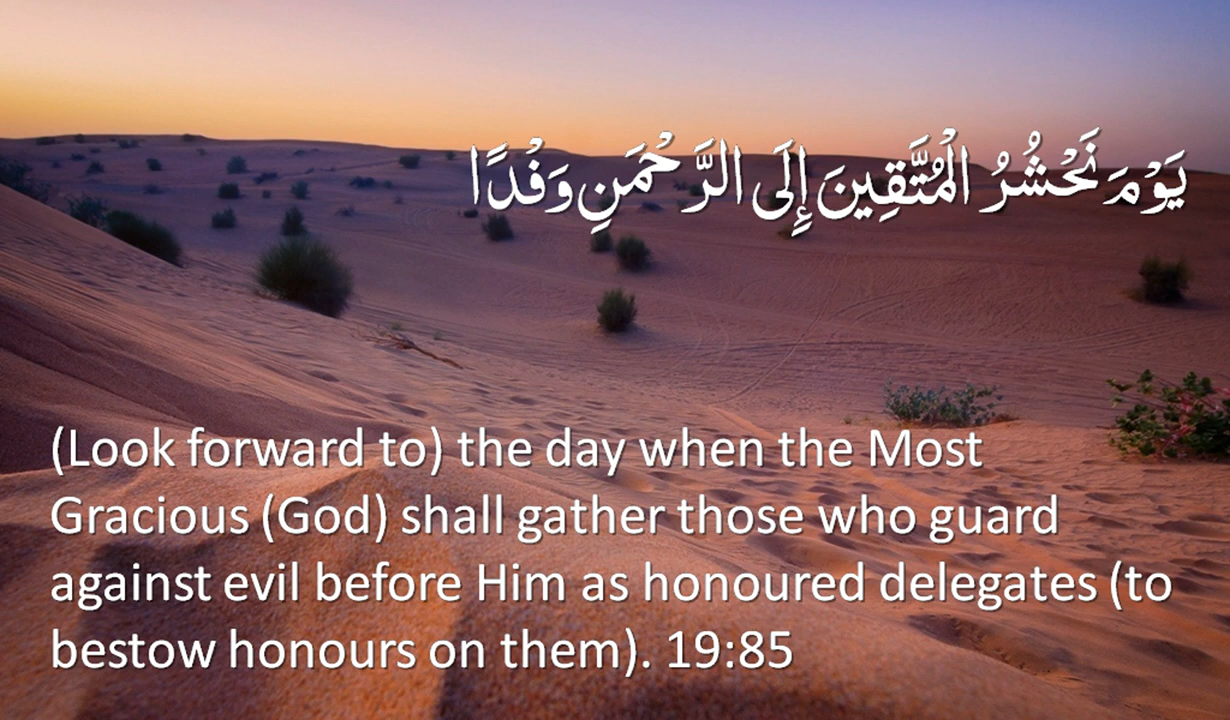 يَوْمَ نَحْشُرُ الْمُتَّقِينَ إِلَى الرَّحْمَنِ وَفْدًا
(Look forward to) the day when the Most
Gracious (God) shall gather those who guard
against evil before Him as honoured delegates (to
bestow honours on them). 19:85